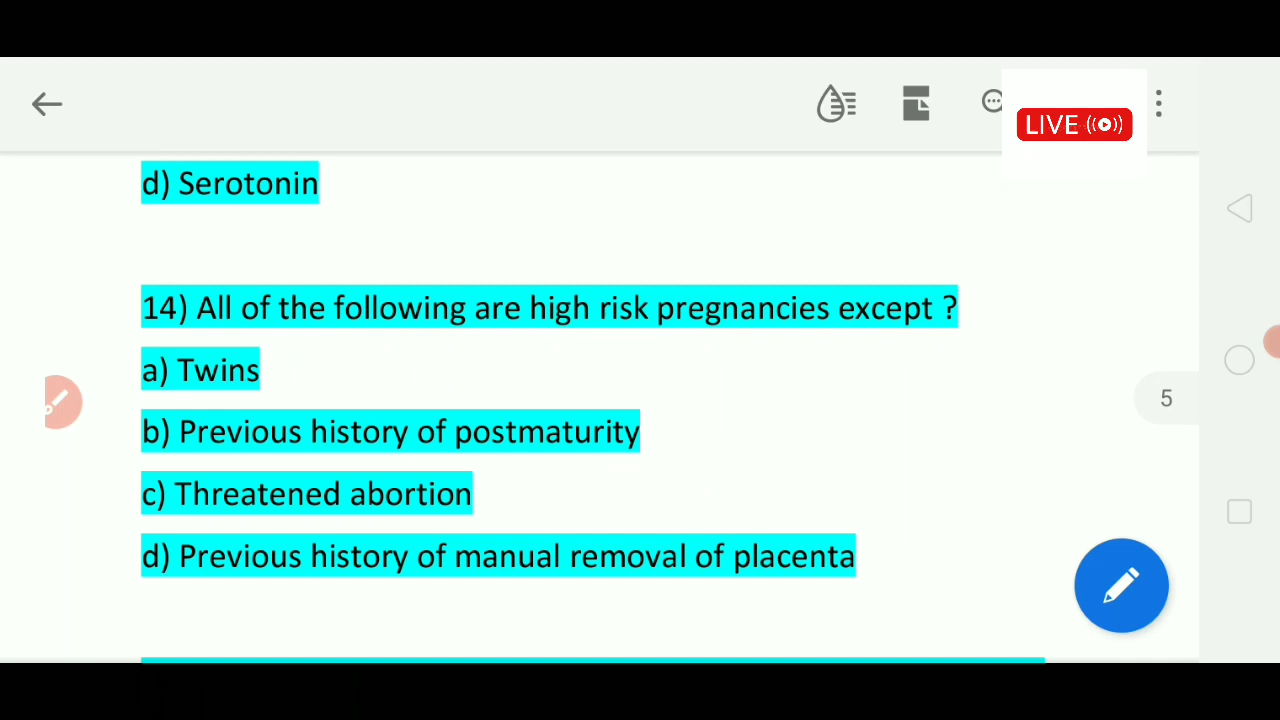 LIVE
d) Serotonin
14) All of the following are high risk pregnancies except ?
a) Twins
b) Previous history of postmaturity
c) Threatened abortion
5
d) Previous history of manual removal of placenta